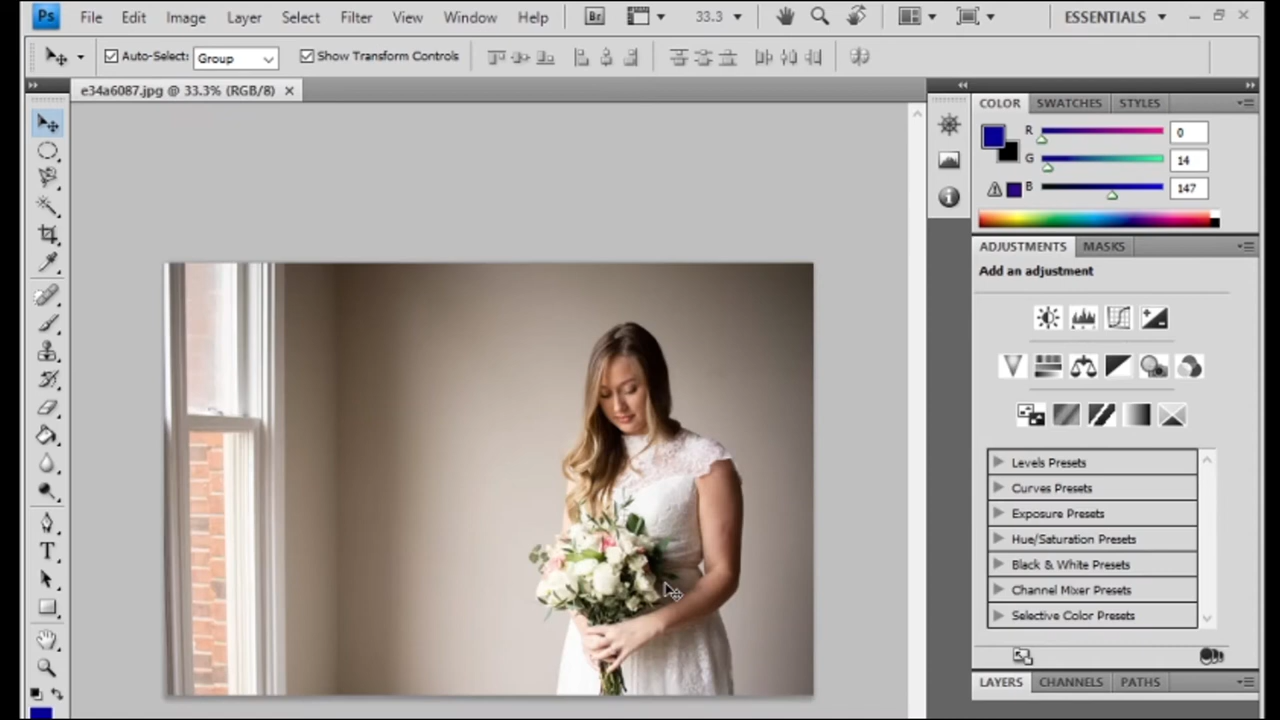 Ps File Edit Image Layer Select Filter View Window Help Br 33.3 ESSENTIALS
Auto-Select: Group Show Transform Controls
e34a6087.jpg @ 33.3% (RGB/8)
COLOR SWATCHES STYLES
R 0
G 14
B 147
ADJUSTMENTS MASKS
Add an adjustment
Levels Presets
Curves Presets
Exposure Presets
Hue/Saturation Presets
Black & White Presets
Channel Mixer Presets
Selective Color Presets
T
LAYERS CHANNELS PATHS